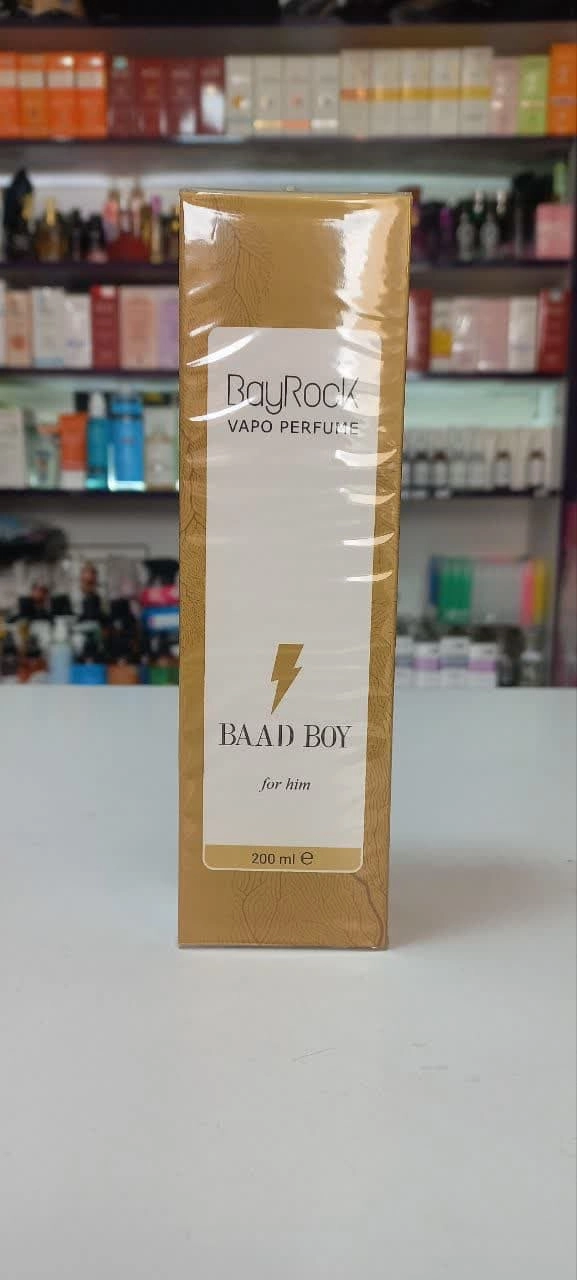 BayRock
VAPO PERFUME
BAAD BOY
for him
200 ml ℮